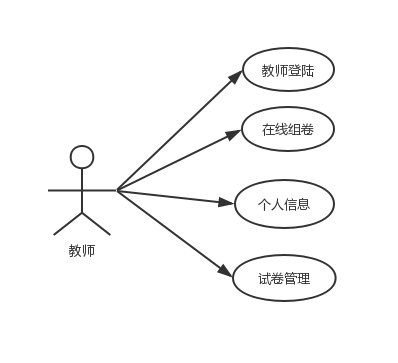 教师登陆
在线组卷
个人信息
试卷管理
教师